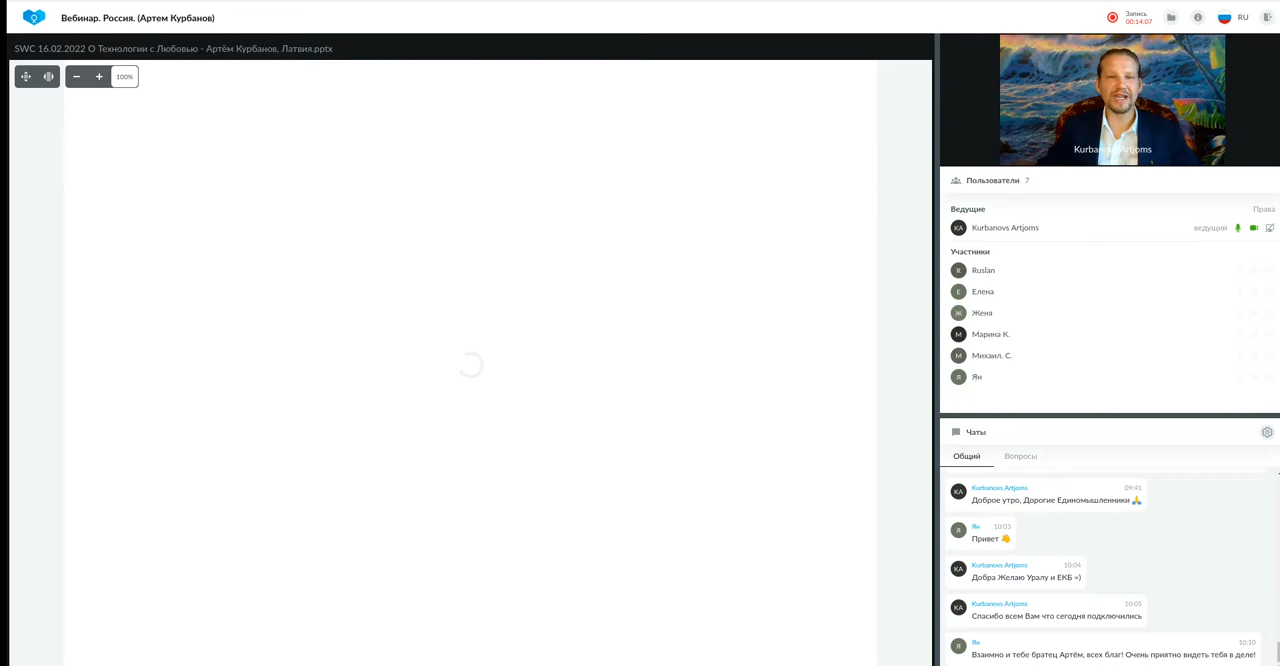 Вебинар. Россия. (Артем Курбанов)
Запись
00:14:07
RU
SWC 16.02.2022 О Технологии с Любовью - Артём Курбанов, Латвия.pptx
100%
Kurbanovs Artjoms
Пользователи 7
Ведущие Права
KA Kurbanovs Artjoms ведущий
Участники
R Ruslan
Е Елена
Ж Женя
М Марина К.
М Михаил. С.
Я Ян
Чаты
Общий Вопросы
KA Kurbanovs Artjoms 09:41
Доброе утро, Дорогие Единомышленники 🙏
Я Ян 10:03
Привет 👋
KA Kurbanovs Artjoms 10:04
Добра Желаю Уралу и ЕКБ =)
KA Kurbanovs Artjoms 10:05
Спасибо всем Вам что сегодня подключились
Я Ян 10:10
Взаимно и тебе братец Артём, всех благ! Очень приятно видеть тебя в деле!